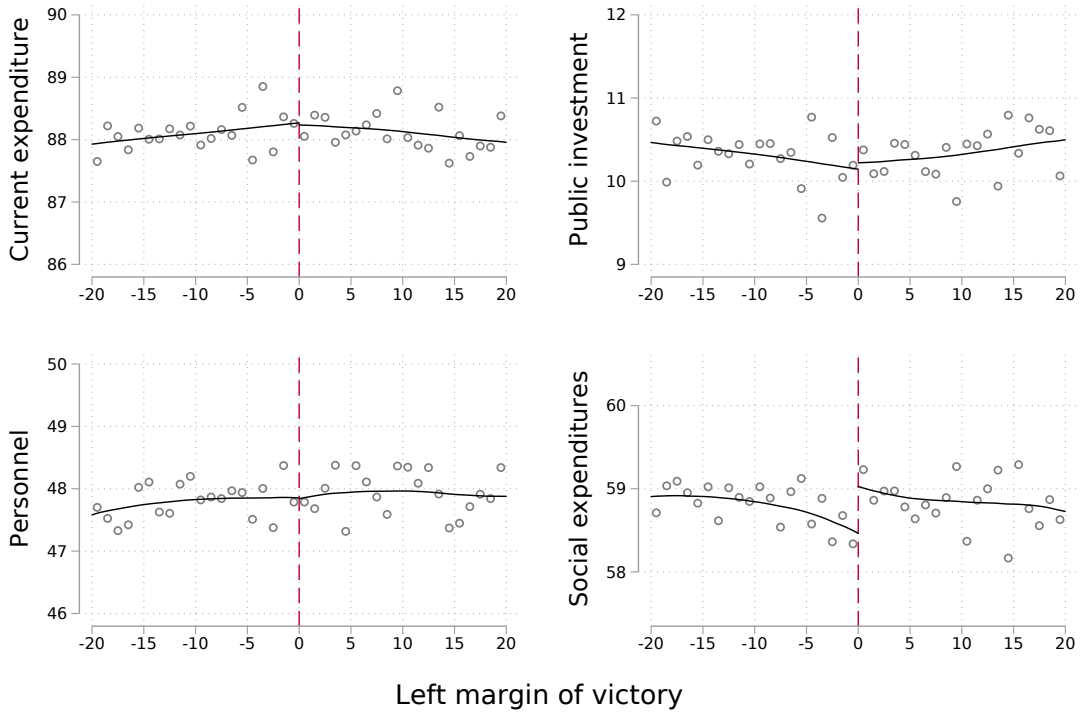 Current expenditure
90
89
88
87
86
-20 -15 -10 -5 0 5 10 15 20
Public investment
12
11
10
9
-20 -15 -10 -5 0 5 10 15 20
Personnel
50
49
48
47
46
-20 -15 -10 -5 0 5 10 15 20
Social expenditures
60
59
58
-20 -15 -10 -5 0 5 10 15 20
Left margin of victory